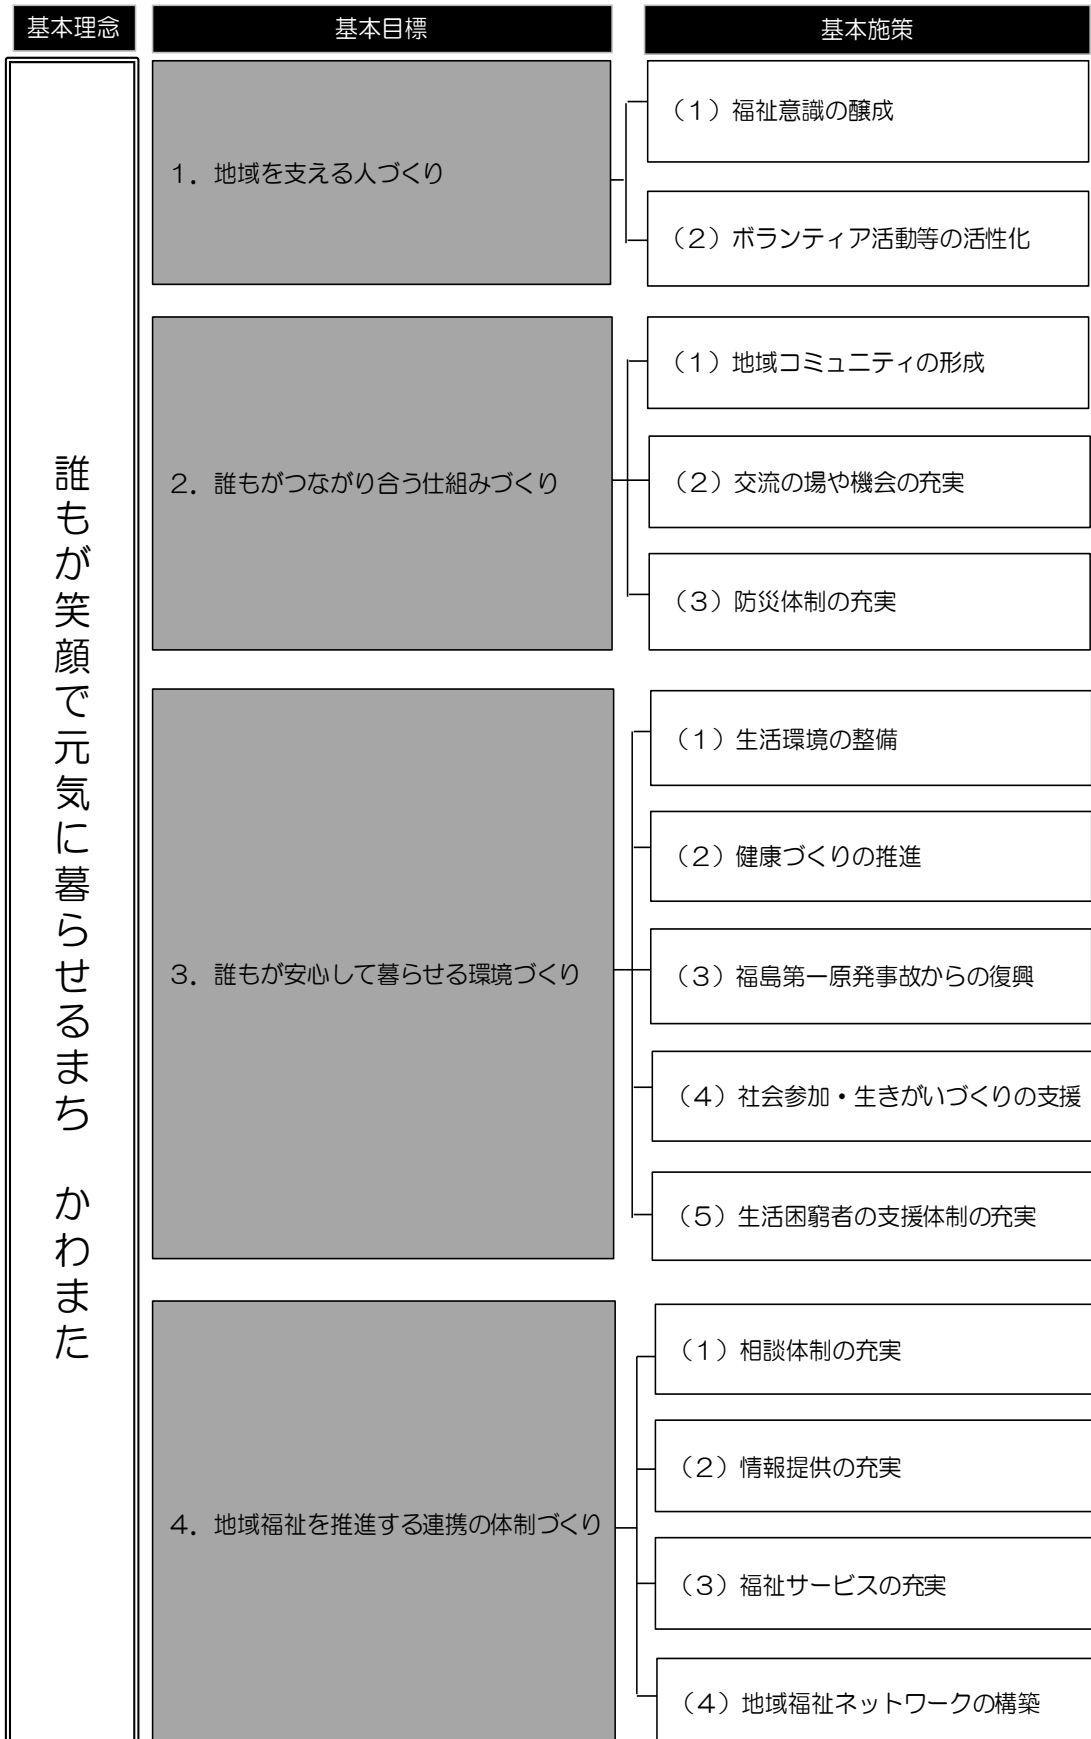 基本理念
基本目標
基本施策
誰もが笑顔で元気に暮らせるまち　かわまた
１．地域を支える人づくり
（１）福祉意識の醸成
（２）ボランティア活動等の活性化
２．誰もがつながり合う仕組みづくり
（１）地域コミュニティの形成
（２）交流の場や機会の充実
（３）防災体制の充実
３．誰もが安心して暮らせる環境づくり
（１）生活環境の整備
（２）健康づくりの推進
（３）福島第一原発事故からの復興
（４）社会参加・生きがいづくりの支援
（５）生活困窮者の支援体制の充実
４．地域福祉を推進する連携の体制づくり
（１）相談体制の充実
（２）情報提供の充実
（３）福祉サービスの充実
（４）地域福祉ネットワークの構築